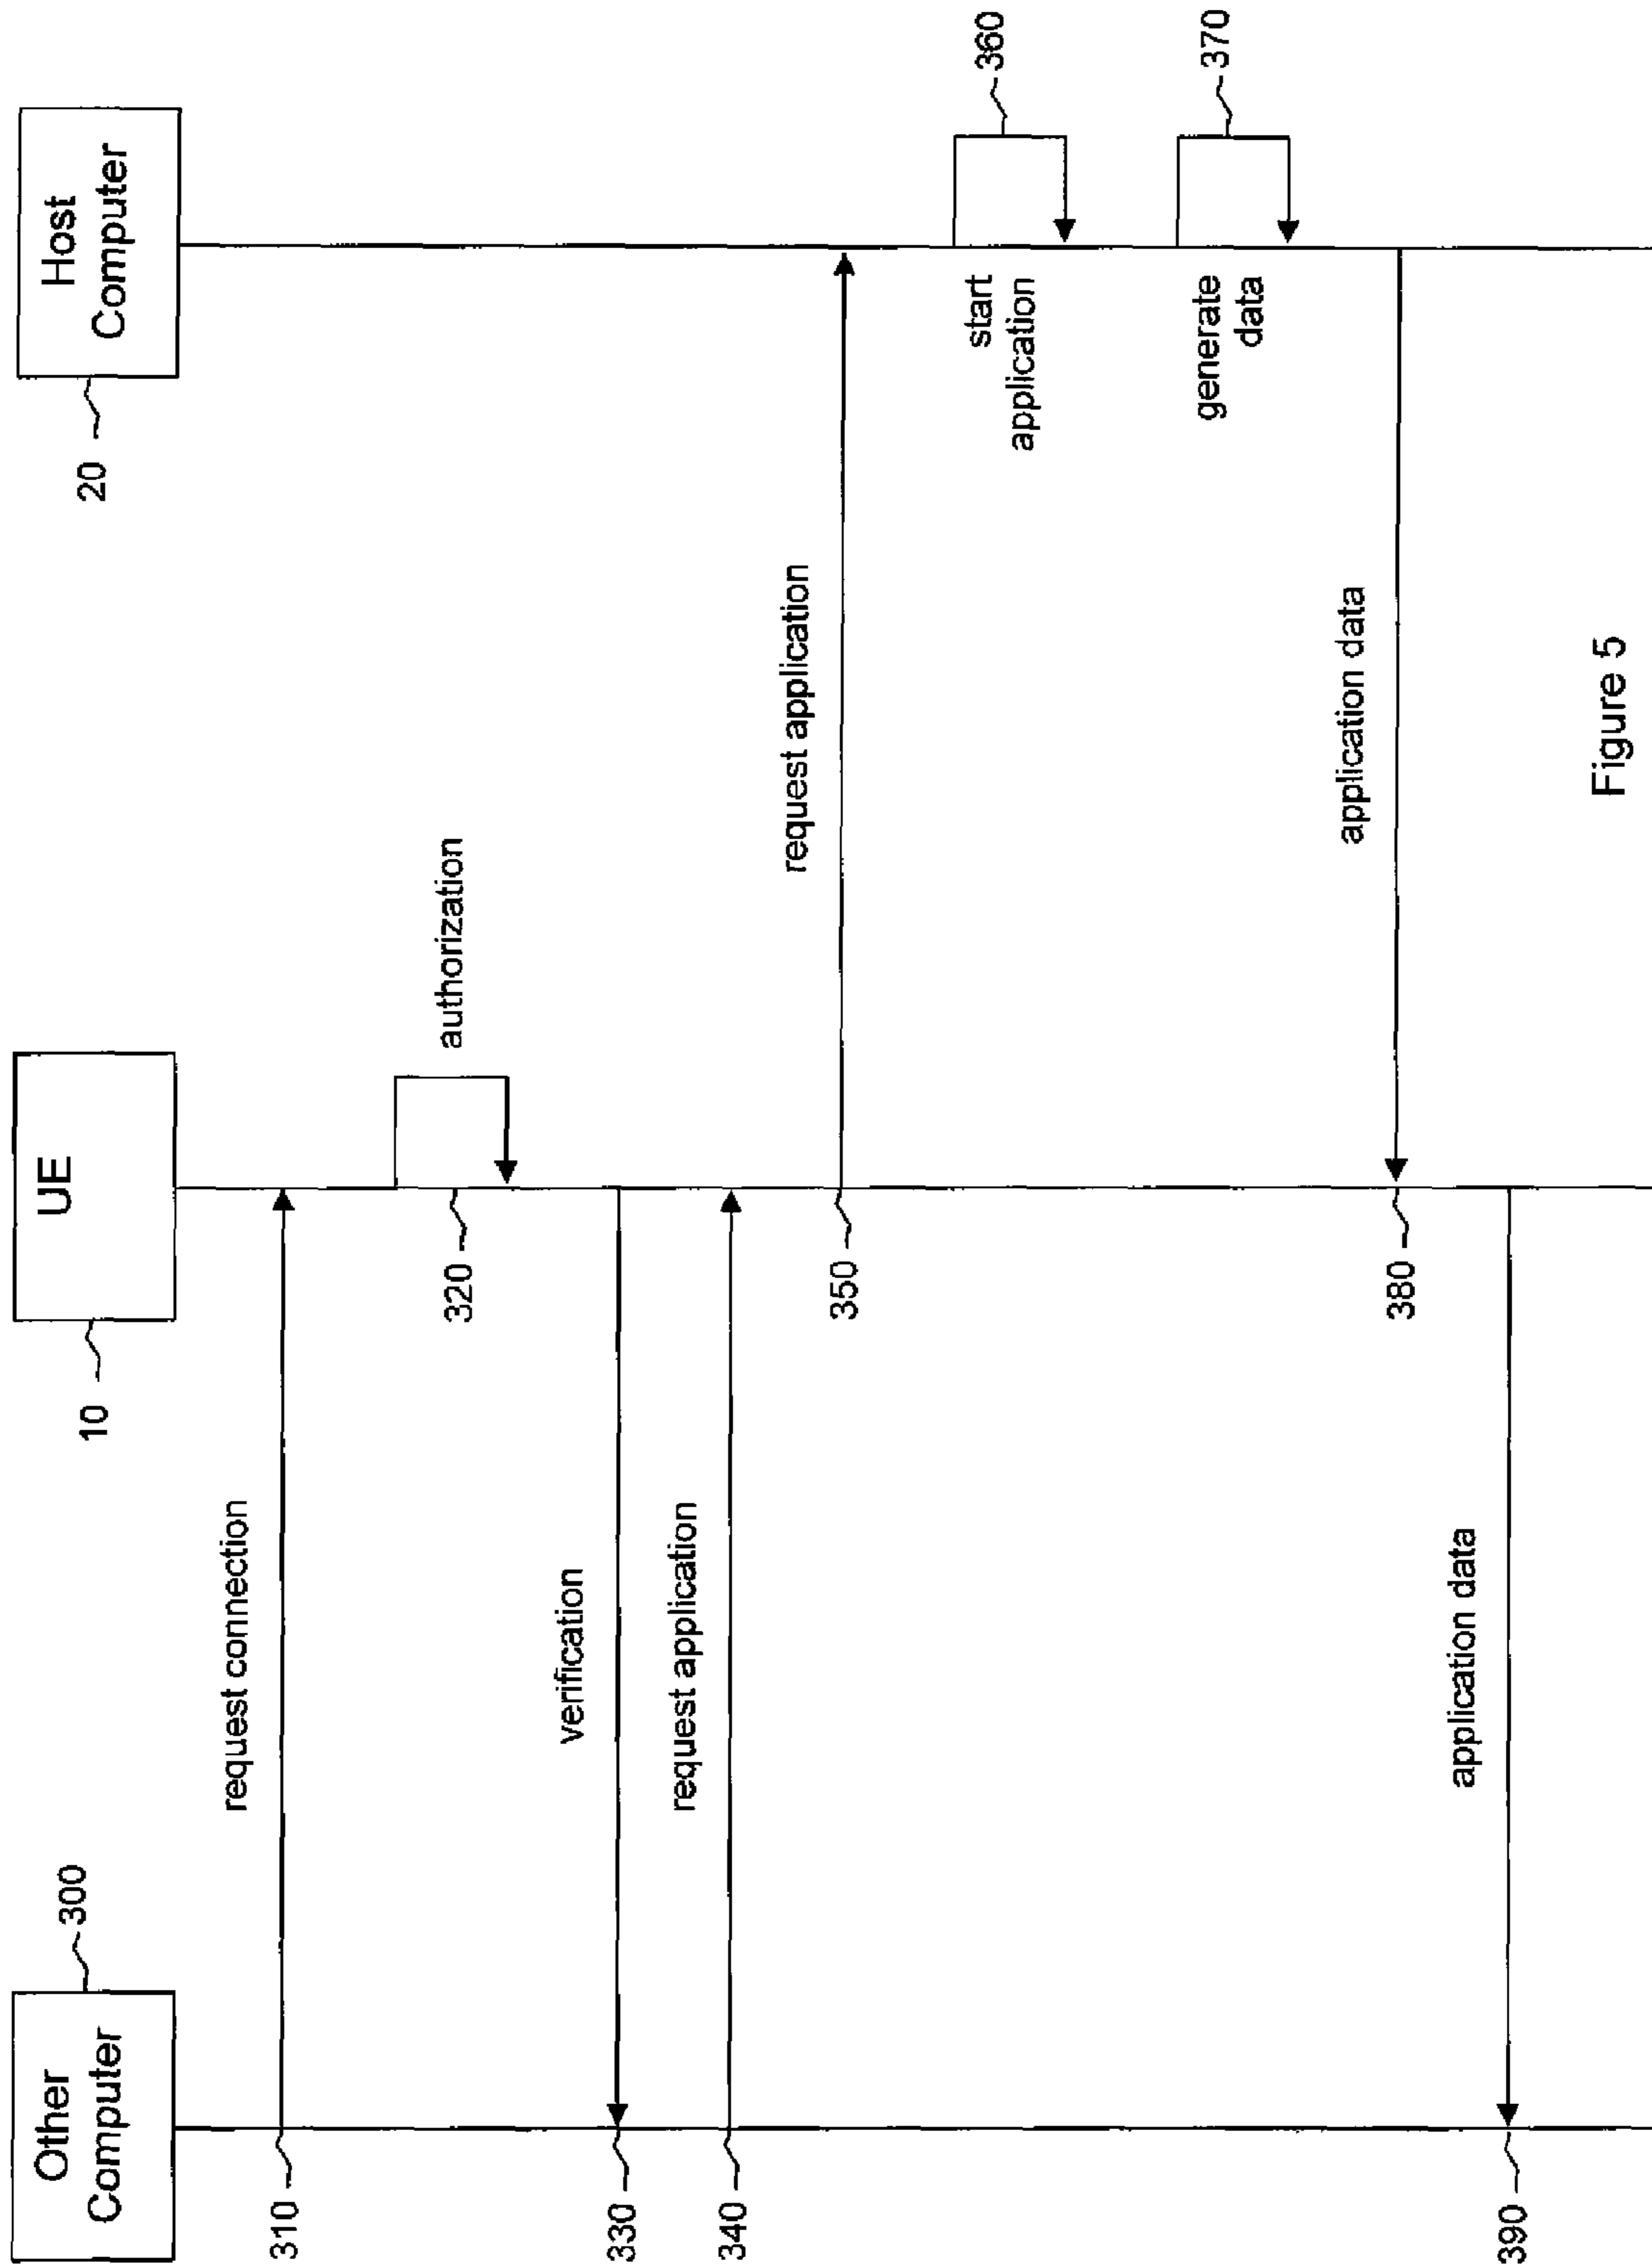 Other
Computer
300
UE
10
Host
Computer
20
310
request connection
320
authorization
330
verification
340
request application
350
request application
start
application
360
generate
data
370
380
application data
390
application data
Figure 5